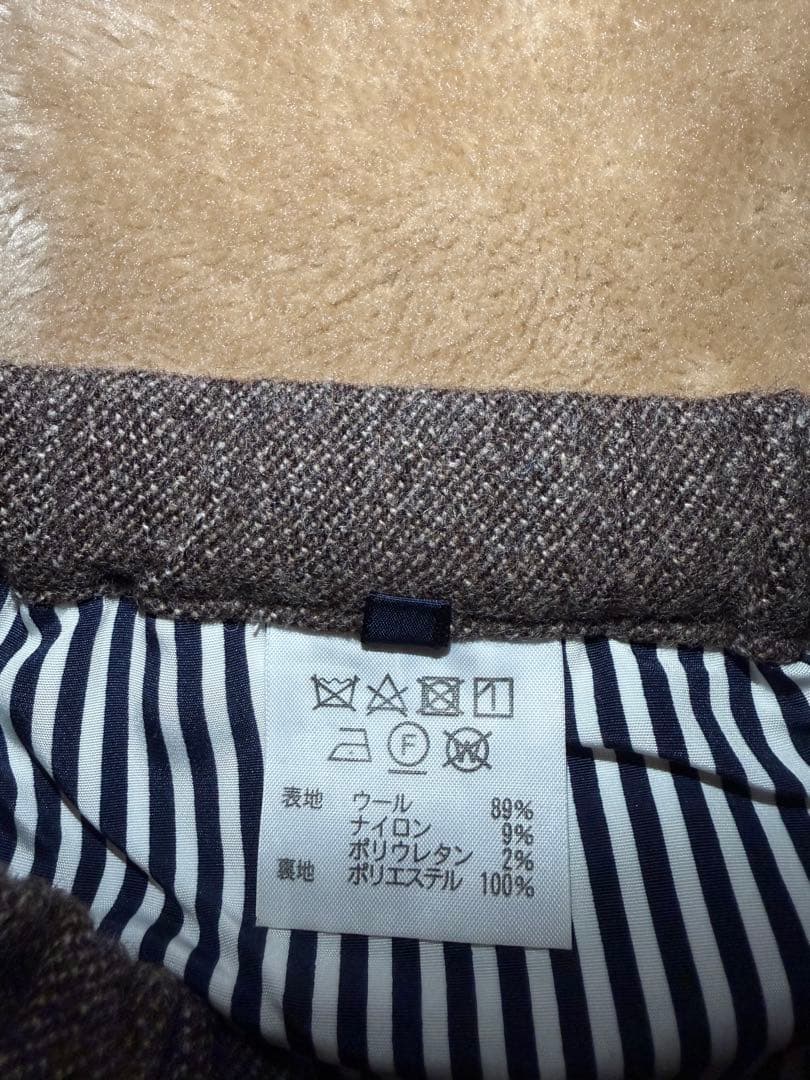 F W
表地 ウール 89%
ナイロン 9%
ポリウレタン 2%
裏地 ポリエステル 100%